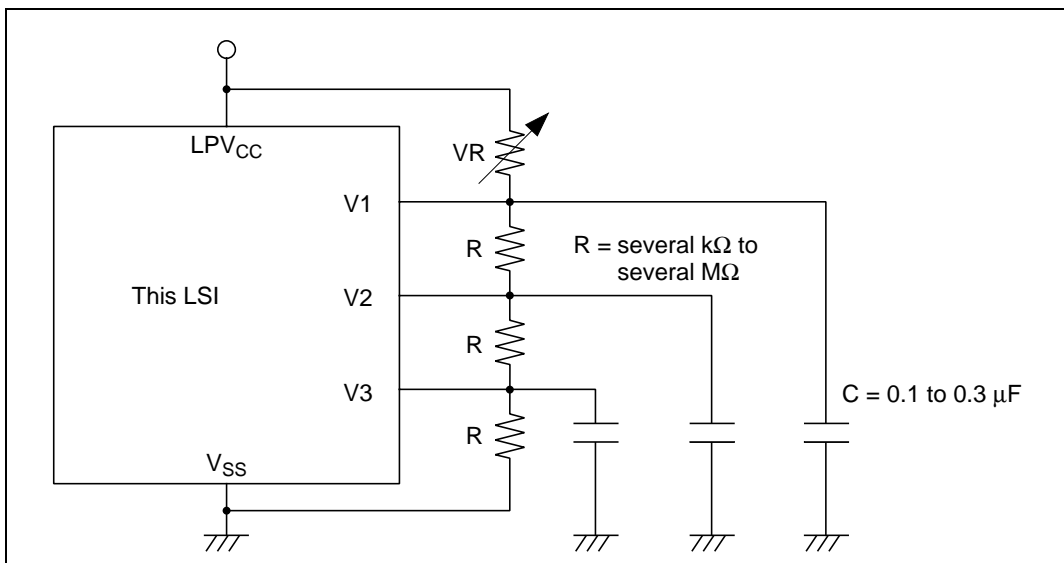 LPVCC
VR
V1
R
R = several kΩ to
several MΩ
This LSI
V2
R
V3
C = 0.1 to 0.3 μF
R
VSS